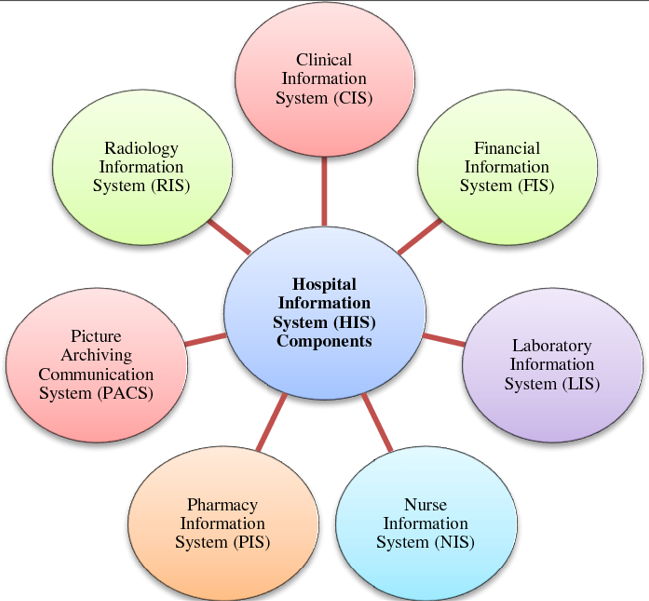 Clinical
Information
System (CIS)
Financial
Information
System (FIS)
Laboratory
Information
System (LIS)
Nurse
Information
System (NIS)
Pharmacy
Information
System (PIS)
Picture
Archiving
Communication
System (PACS)
Radiology
Information
System (RIS)
Hospital
Information
System (HIS)
Components